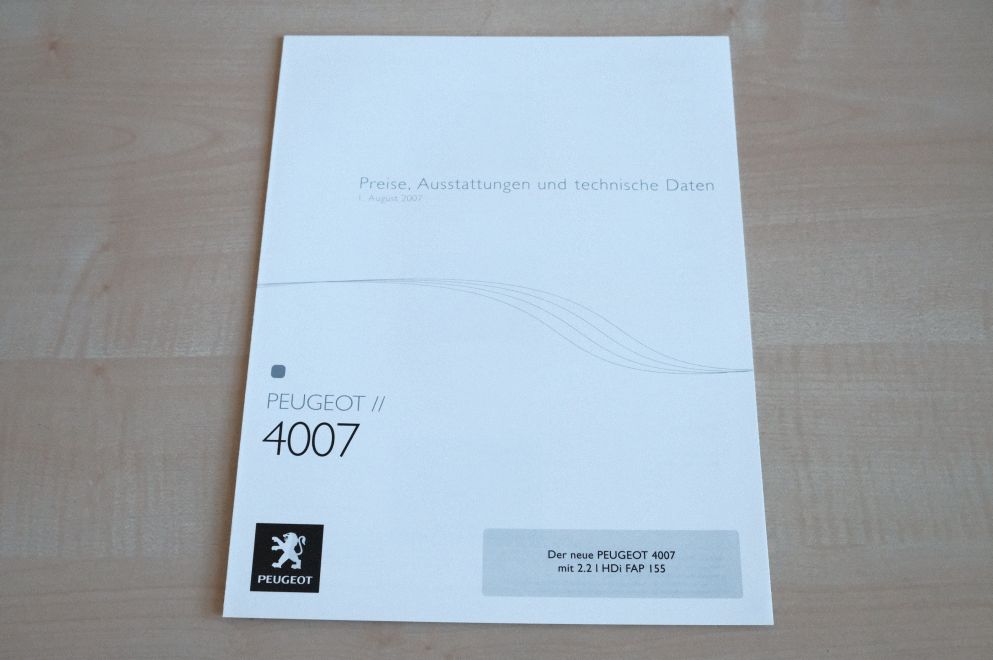 Preise, Ausstattungen und technische Daten
1. August 2007
PEUGEOT //
4007
PEUGEOT
Der neue PEUGEOT 4007
mit 2.2 l HDi FAP 155